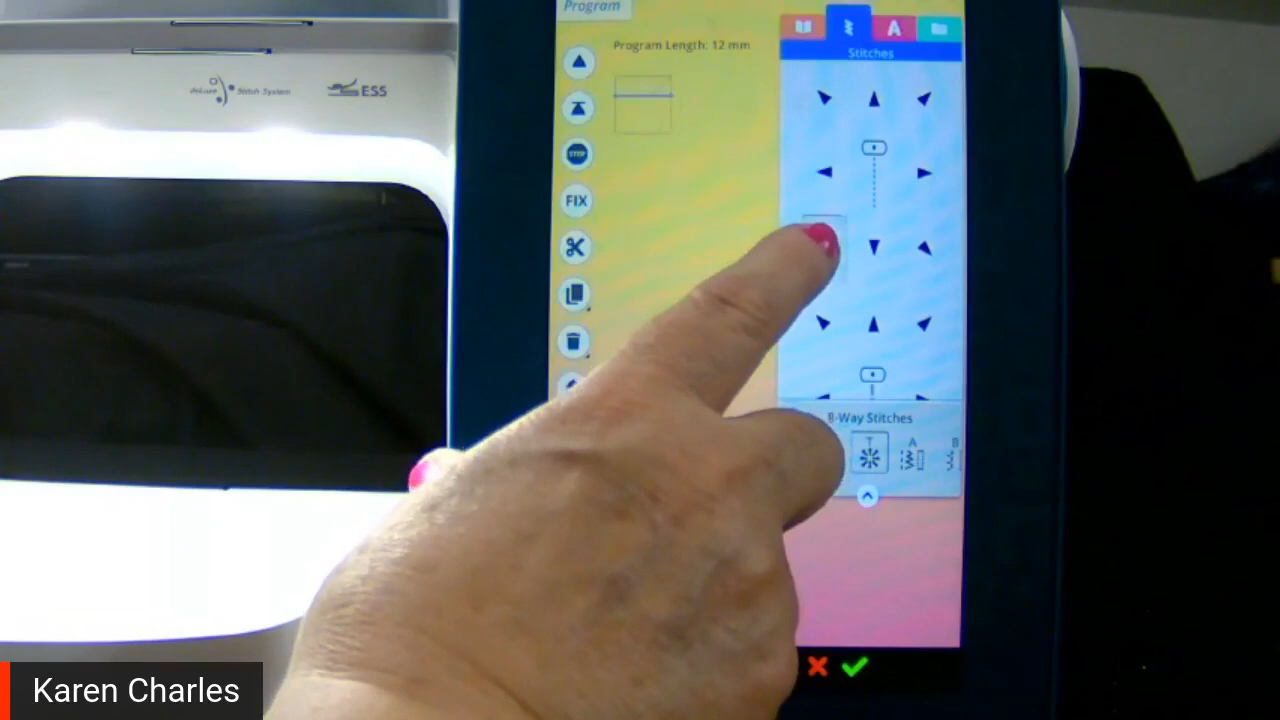 Program
Program Length: 12 mm
Stitches
deLuxe Stitch System
ESS
STOP
FIX
A
8-Way Stitches
T
A
B
Karen Charles